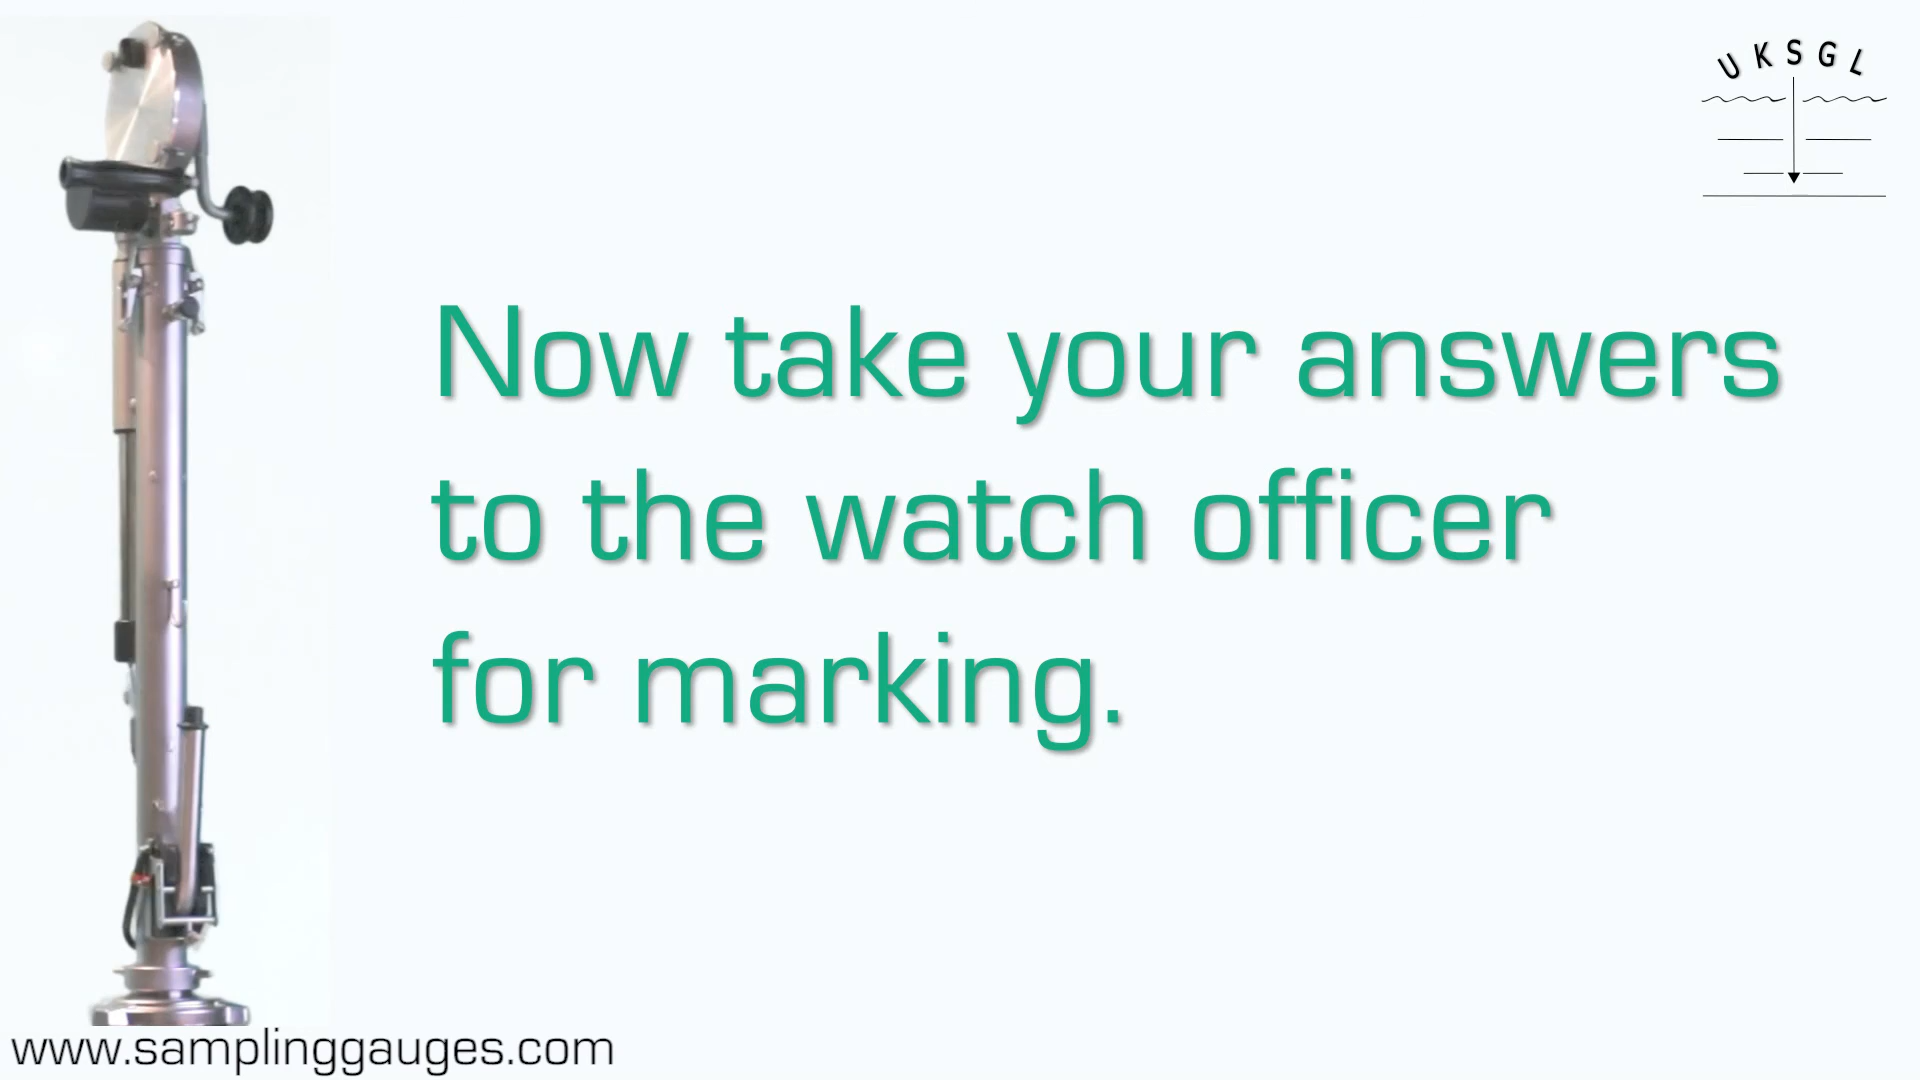 UKSGL
Now take your answers
to the watch officer
for marking.
www.samplinggauges.com